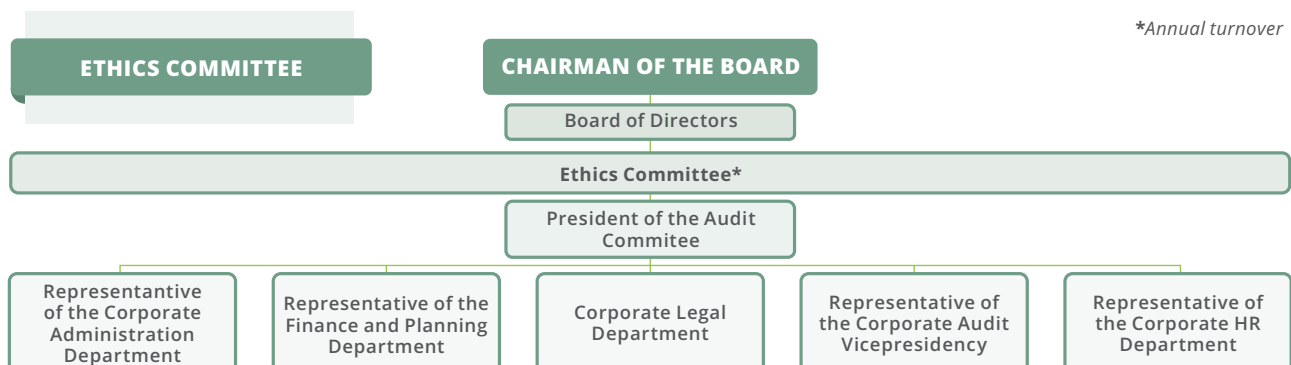 *Annual turnover
ETHICS COMMITTEE
CHAIRMAN OF THE BOARD
Board of Directors
Ethics Committee*
President of the Audit
Commitee
Representantive
of the Corporate
Administration
Department
Representative of the
Finance and Planning
Department
Corporate Legal
Department
Representative of
the Corporate Audit
Vicepresidency
Representative of
the Corporate HR
Department